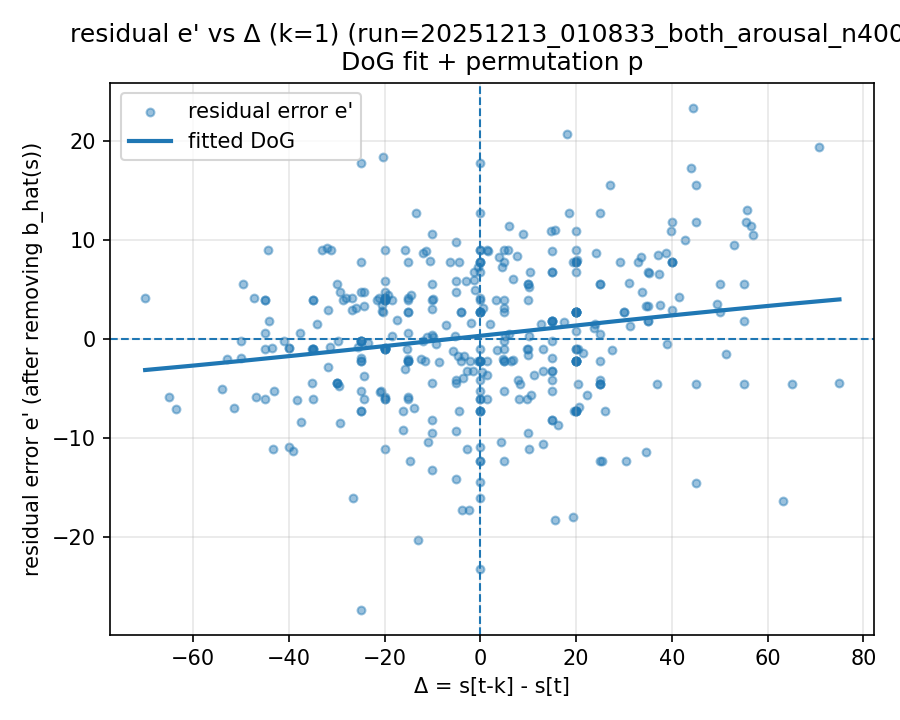 residual e' vs Δ (k=1) (run=20251213_010833_both_arousal_n400
DoG fit + permutation p
residual error e'
fitted DoG
residual error e' (after removing b_hat(s))
20
10
0
−10
−20
−60
−40
−20
0
20
40
60
80
Δ = s[t-k] - s[t]